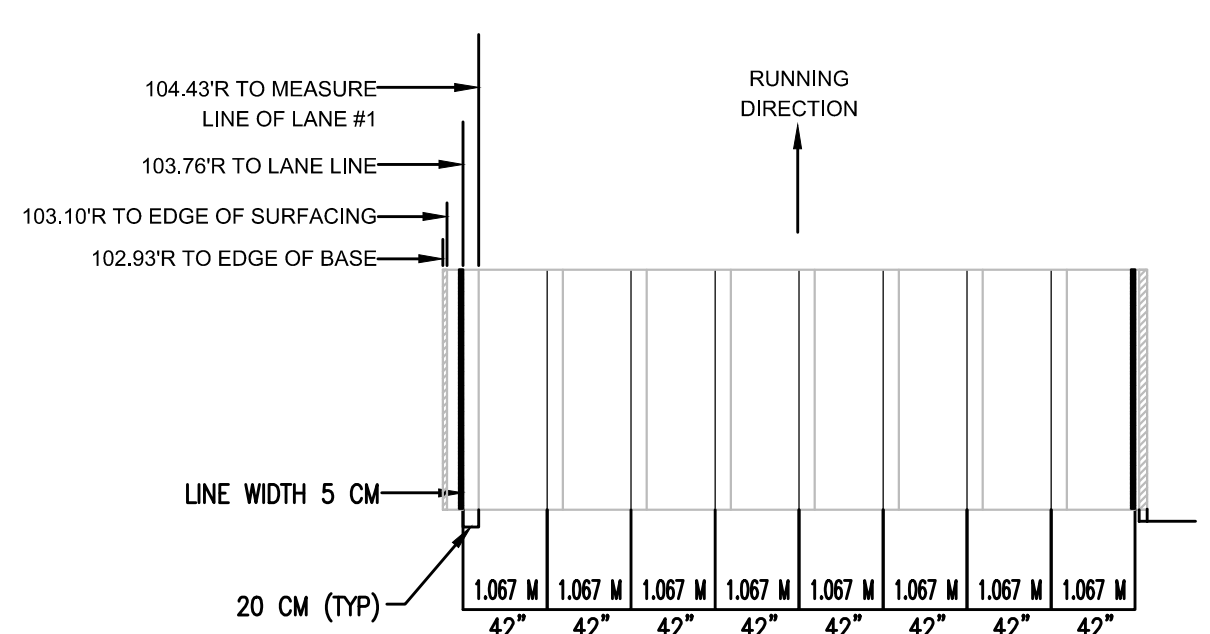 104.43'R TO MEASURE
LINE OF LANE #1
RUNNING
DIRECTION
103.76'R TO LANE LINE
103.10'R TO EDGE OF SURFACING
102.93'R TO EDGE OF BASE
LINE WIDTH 5 CM
20 CM (TYP)
1.067 M 1.067 M 1.067 M 1.067 M 1.067 M 1.067 M 1.067 M 1.067 M
42" 42" 42" 42" 42" 42" 42" 42"